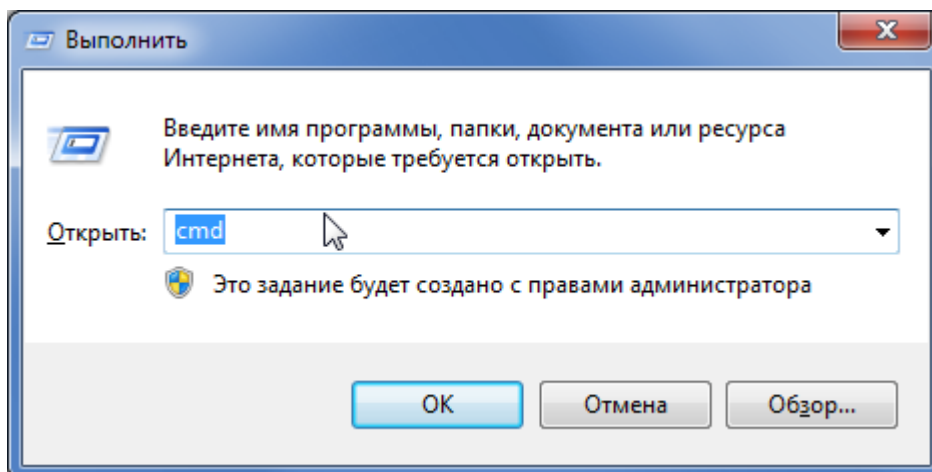 Выполнить
Введите имя программы, папки, документа или ресурса
Интернета, которые требуется открыть.
Открыть: cmd
Это задание будет создано с правами администратора
ОК Отмена Обзор...